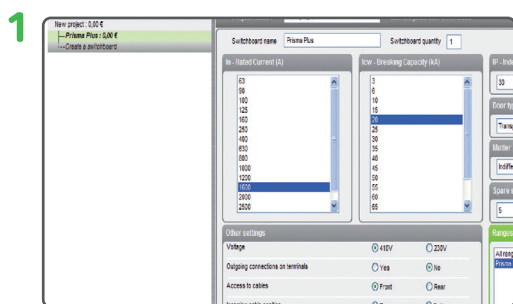 1
New project : 0,00 €
Prisma Plus : 0,00 €
Create a switchboard
Switchboard name Prisma Plus Switchboard quantity 1
In - Rated Current (A)
63
80
100
125
160
250
400
630
800
1000
1200
1600
2000
2500
Icw - Breaking Capacity (kA)
3
6
10
15
20
25
30
35
40
45
50
55
60
65
IP - Inde
30
Door ty
Trans
Matter
Indiffe
Spare
5
Ranges
All rang
Prisma
Other settings
Voltage 410V 230V
Outgoing connections on terminals Yes No
Access to cables Front Rear